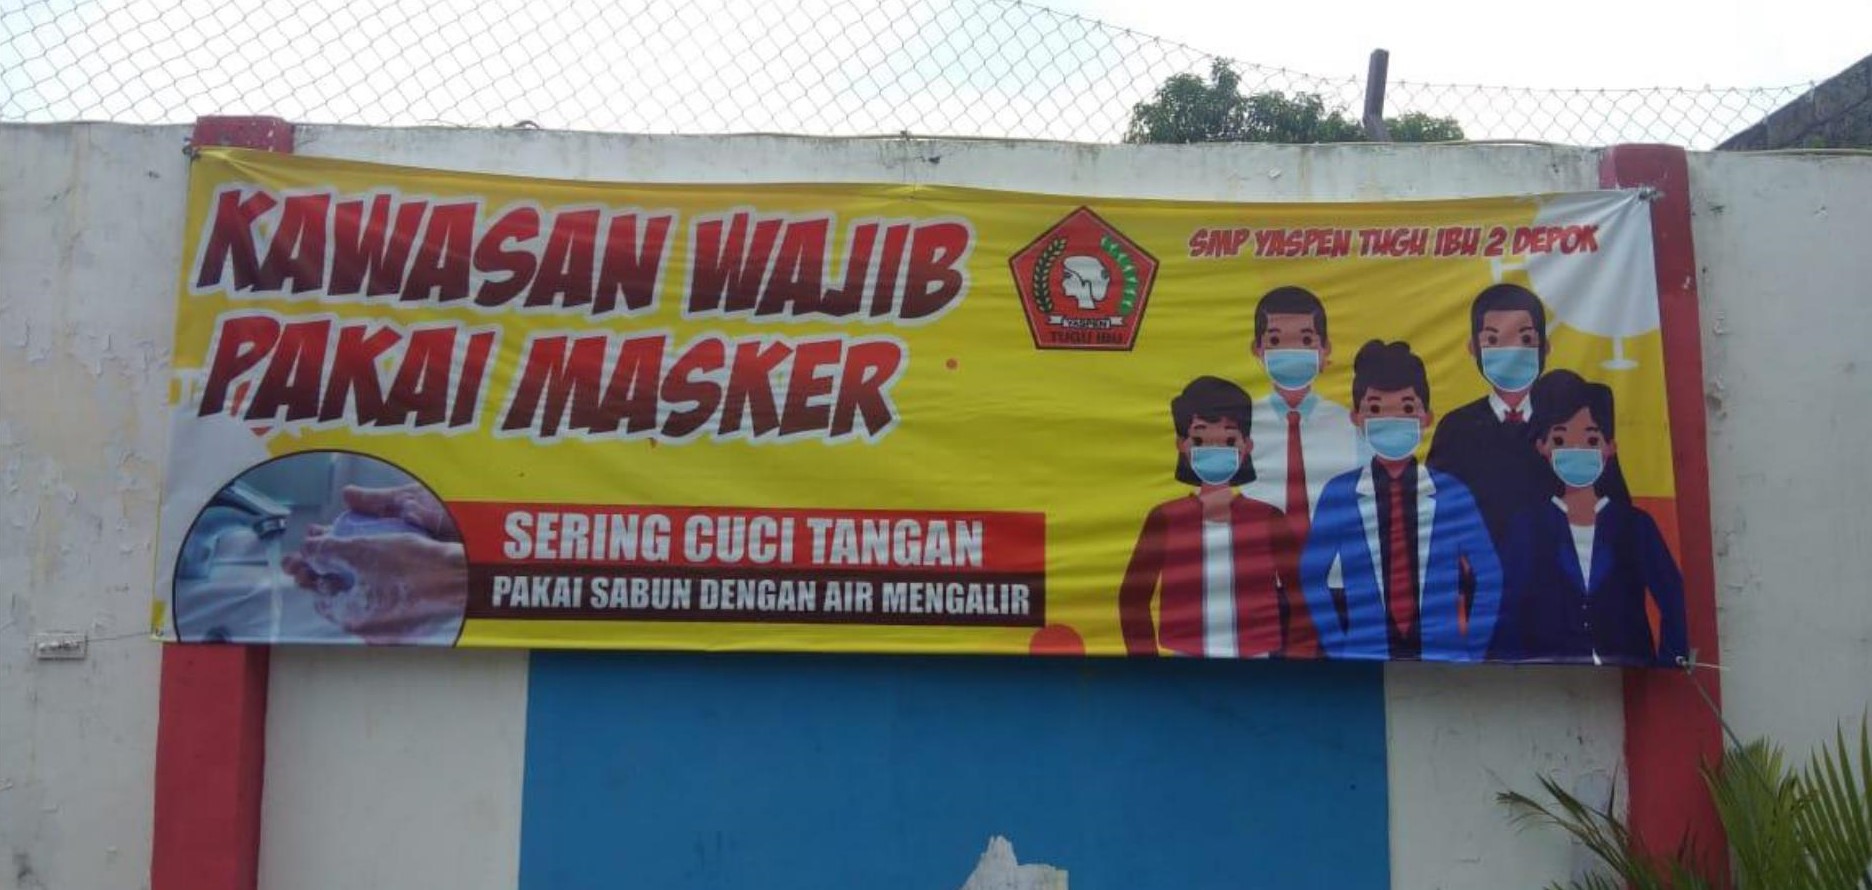 KAWASAN WAJIB
PAKAI MASKER
SERING CUCI TANGAN
PAKAI SABUN DENGAN AIR MENGALIR
YASPEN
TUGU IBU
SMP YASPEN TUGU IBU 2 DEPOK